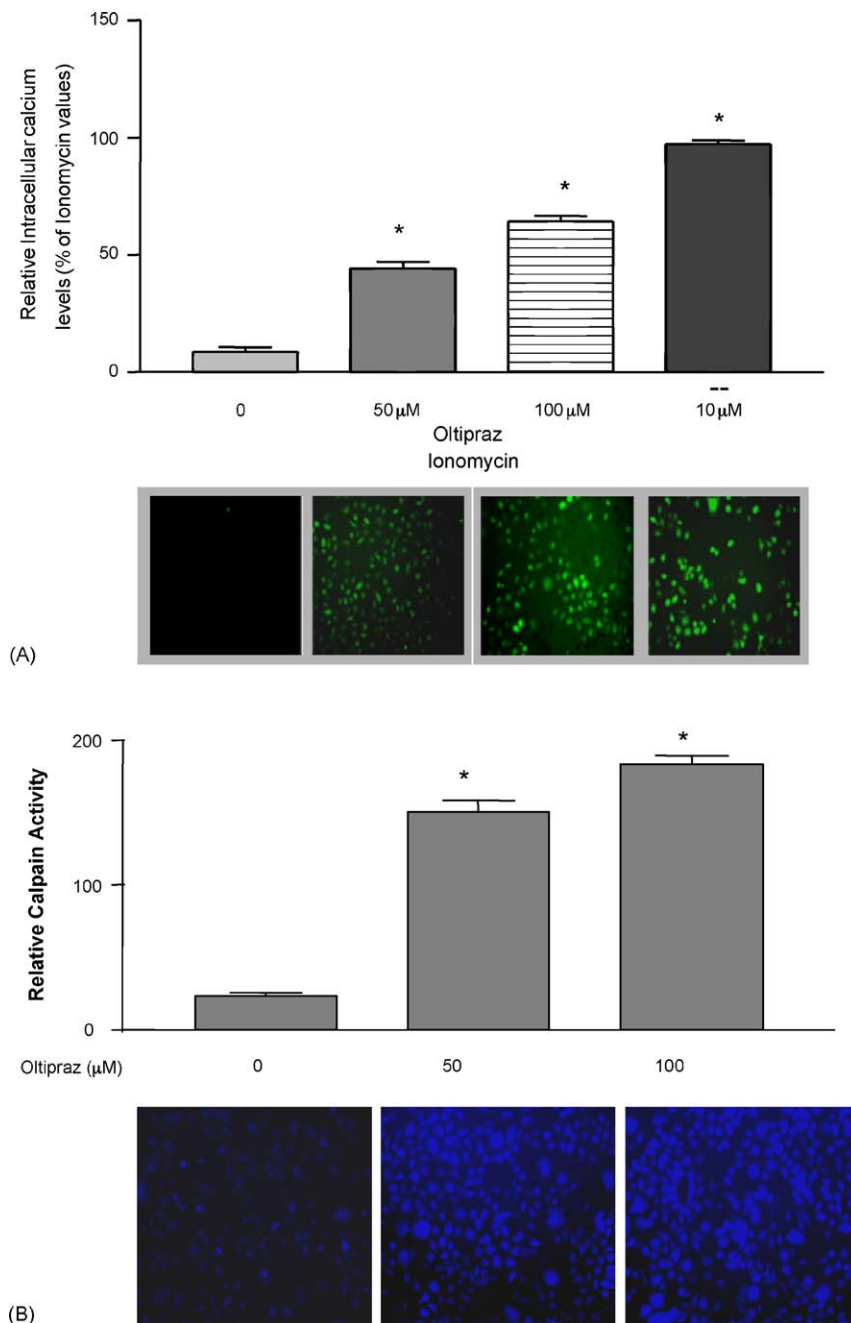 150
100
50
0
Relative Intracellular calcium
levels (% of Ionomycin values)
*
*
*
--
0 50 µM 100 µM 10 µM
Oltipraz
Ionomycin
(A)
200
100
0
Relative Calpain Activity
*
*
Oltipraz (µM) 0 50 100
(B)